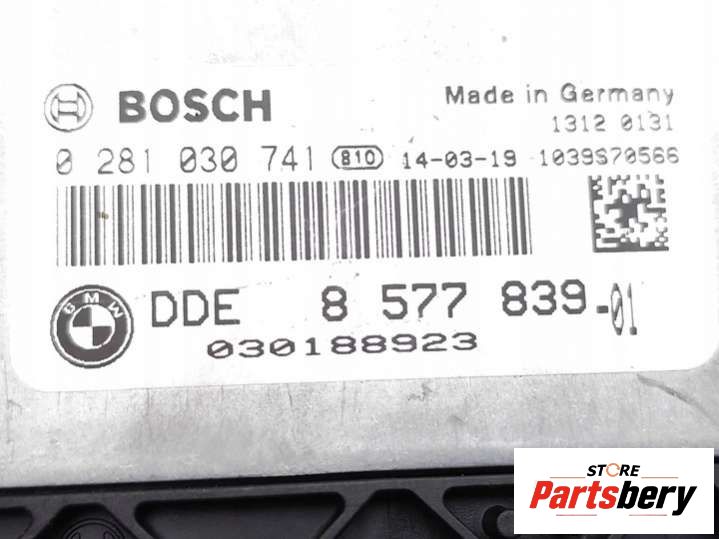 BOSCH
Made in Germany
1312 0131
0 281 030 741 810 14-03-19 1039S70566
BMW
DDE 8 577 839-01
030188923
STORE
Partsbery